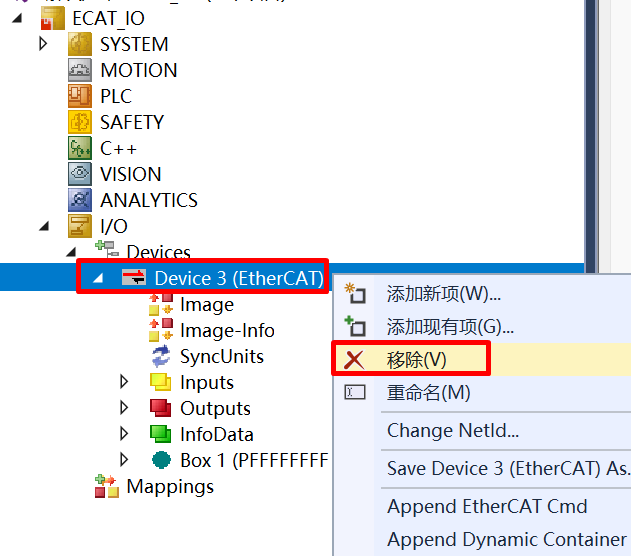 ECAT_IO
SYSTEM
MOTION
PLC
SAFETY
C++
VISION
ANALYTICS
I/O
Devices
Device 3 (EtherCAT)
Image
Image-Info
SyncUnits
Inputs
Outputs
InfoData
Box 1 (PFFFFFFFF
Mappings
添加新项(W)...
添加现有项(G)...
移除(V)
重命名(M)
Change NetId...
Save Device 3 (EtherCAT) As.
Append EtherCAT Cmd
Append Dynamic Container